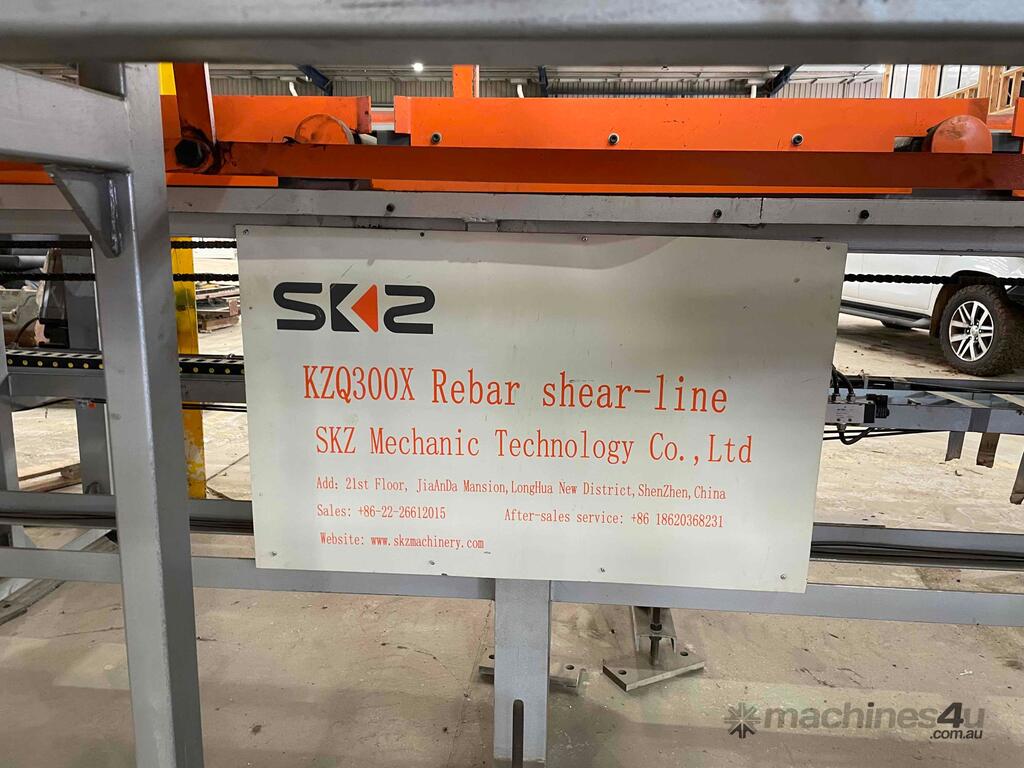 SKZ
KZQ300X Rebar shear-line
SKZ Mechanic Technology Co.,Ltd
Add: 21st Floor, JiaAnDa Mansion,LongHua New District,ShenZhen,China
Sales: +86-22-26612015 After-sales service: +86 18620368231
Website: www.skzmachinery.com
machines4u
.com.au